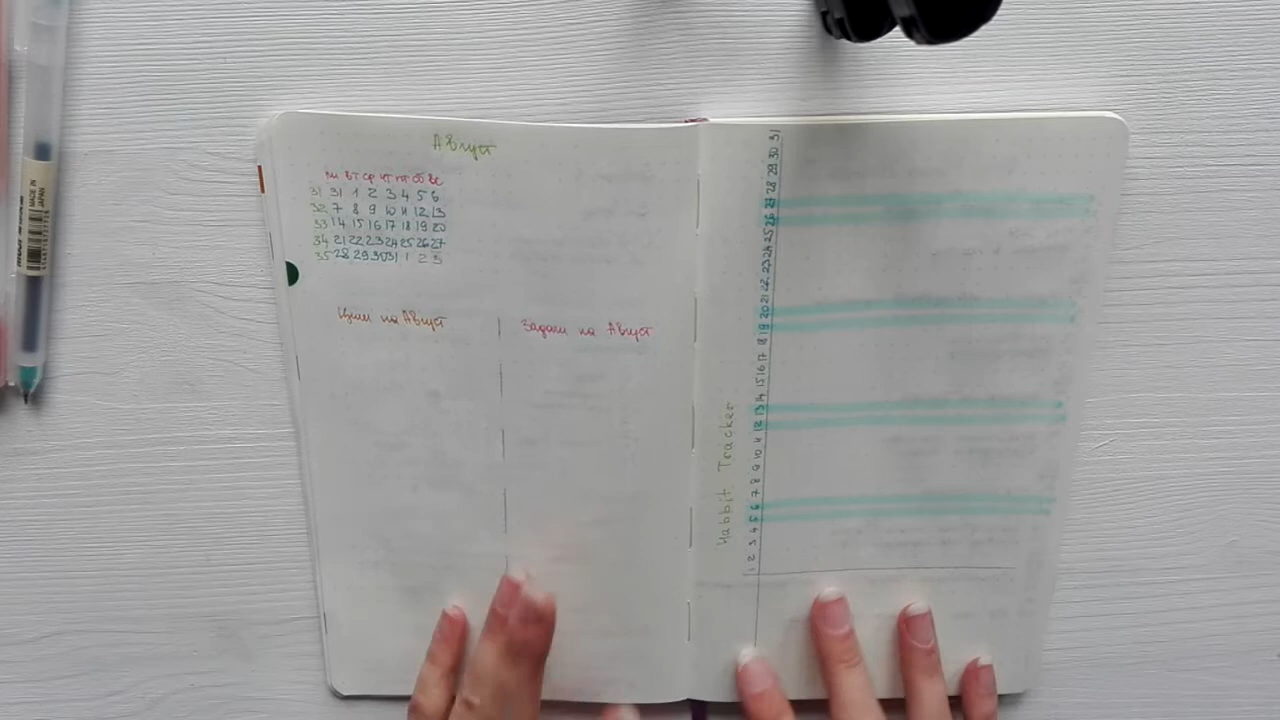 Август
пн вт ср чт пт сб вс
31 31 1 2 3 4 5 6
32 7 8 9 10 11 12 13
33 14 15 16 17 18 19 20
34 21 22 23 24 25 26 27
35 28 29 30 31 1 2 3
Цели на Август
Задачи на Август
Habbit Tracker
1 2 3 4 5 6 7 8 9 10 11 12 13 14 15 16 17 18 19 20 21 22 23 24 25 26 27 28 29 30 31
MADE IN
JAPAN